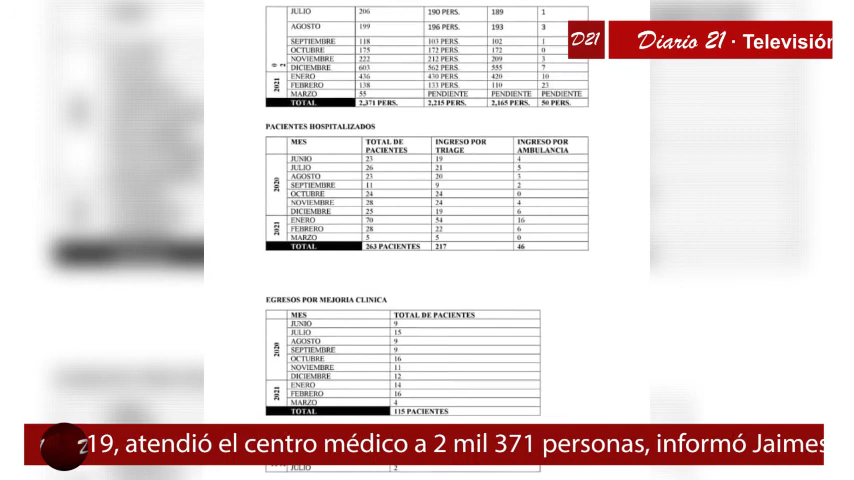 JULIO 206 190 PERS. 189 1
AGOSTO 199 196 PERS. 193 3
SEPTIEMBRE 118 103 PERS. 102 1
OCTUBRE 175 172 PERS. 172 0
NOVIEMBRE 222 212 PERS. 209 3
DICIEMBRE 603 562 PERS. 555 7
2021 ENERO 436 430 PERS. 420 10
FEBRERO 138 133 PERS. 110 23
MARZO 55 PENDIENTE PENDIENTE PENDIENTE
TOTAL 2,371 PERS. 2,215 PERS. 2,165 PERS. 50 PERS.
D21 Diario 21 · Televisión
PACIENTES HOSPITALIZADOS
MES TOTAL DE PACIENTES INGRESO POR TRIAGE INGRESO POR AMBULANCIA
2020 JUNIO 23 19 4
JULIO 26 21 5
AGOSTO 23 20 3
SEPTIEMBRE 11 9 2
OCTUBRE 24 24 0
NOVIEMBRE 28 24 4
DICIEMBRE 25 19 6
2021 ENERO 70 54 16
FEBRERO 28 22 6
MARZO 5 5 0
TOTAL 263 PACIENTES 217 46
EGRESOS POR MEJORIA CLINICA
MES TOTAL DE PACIENTES
2020 JUNIO 9
JULIO 15
AGOSTO 9
SEPTIEMBRE 9
OCTUBRE 16
NOVIEMBRE 11
DICIEMBRE 12
2021 ENERO 14
FEBRERO 16
MARZO 4
TOTAL 115 PACIENTES
19, atendió el centro médico a 2 mil 371 personas, informó Jaimes
JULIO 2